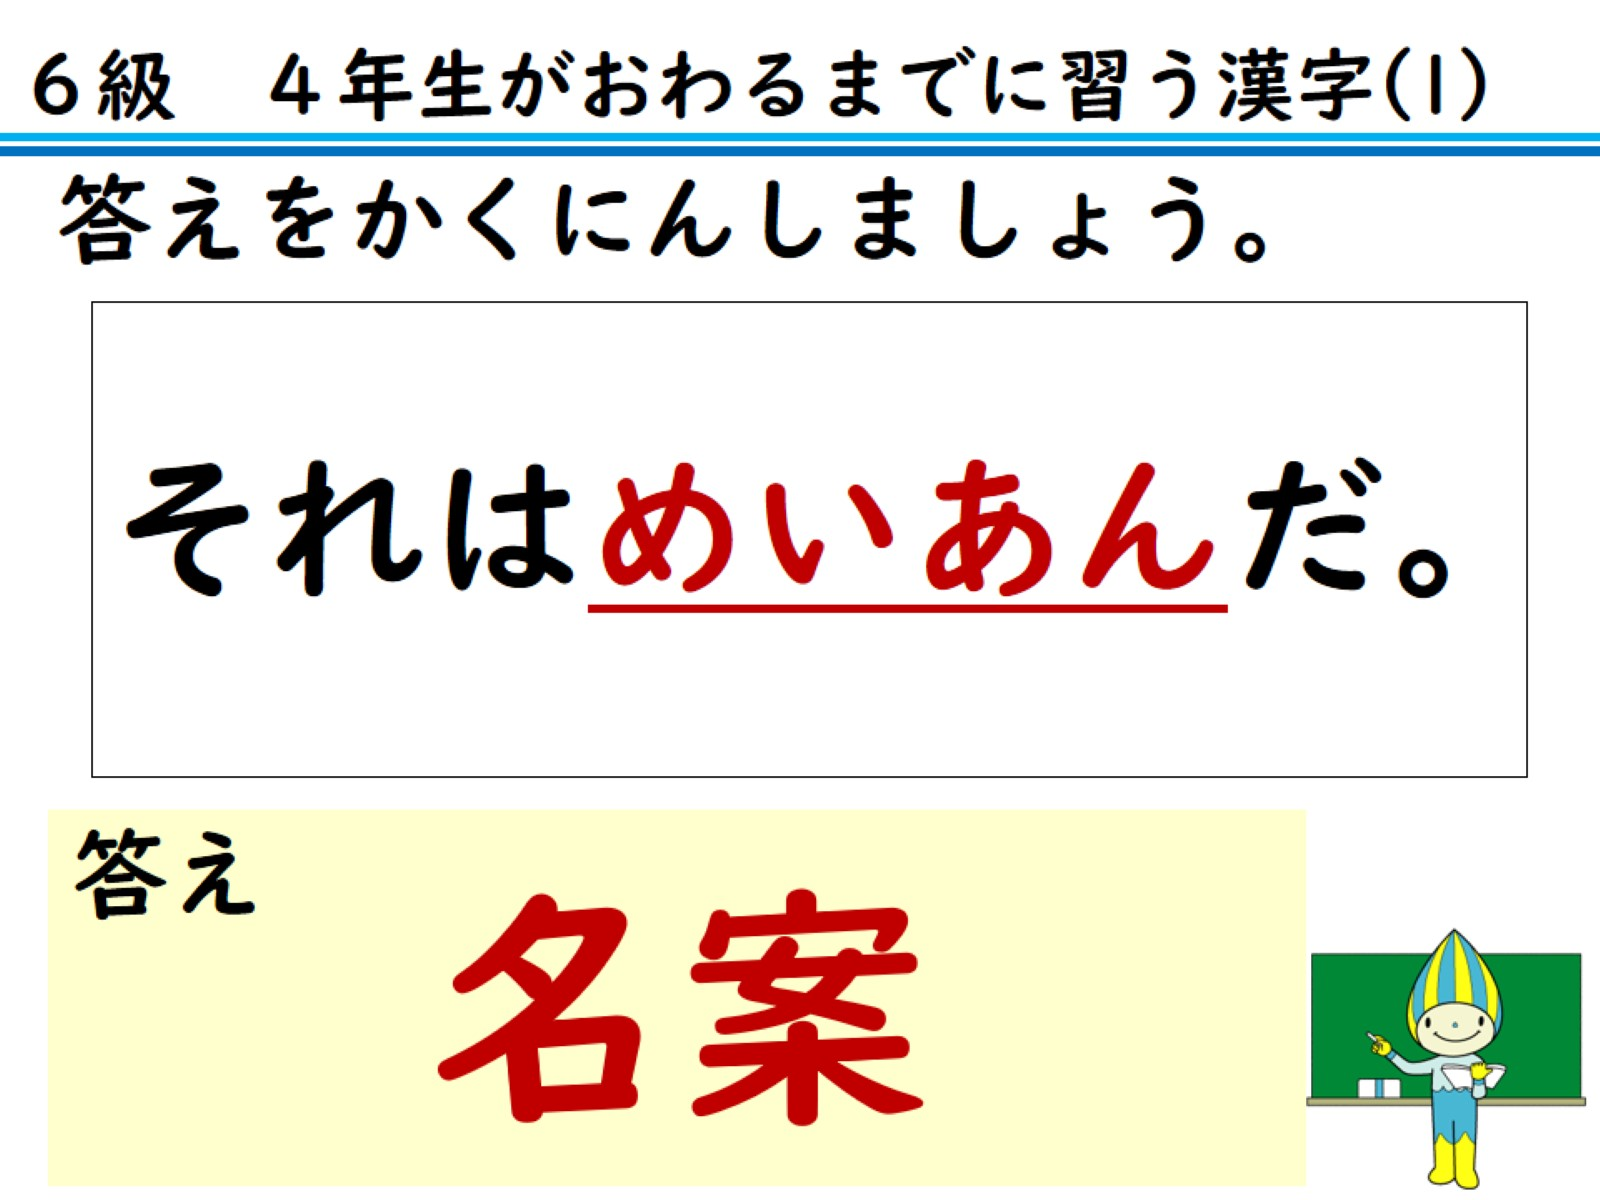 ６級　４年生がおわるまでに習う漢字(1)
答えをかくにんしましょう。
それはめいあんだ。
答え
名案